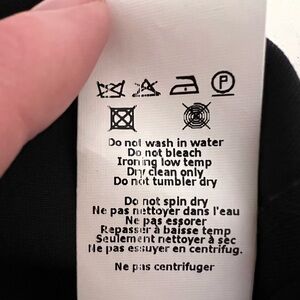 P
Do not wash in water
Do not bleach
Ironing low temp
Dry clean only
Do not tumbler dry
Do not spin dry
Ne pas nettoyer dans l'eau
Ne pas essorer
Repasser à baisse temp
Seulement nettoyer à sec
Ne pas essuyer en centrifug.
Ne pas centrifuger